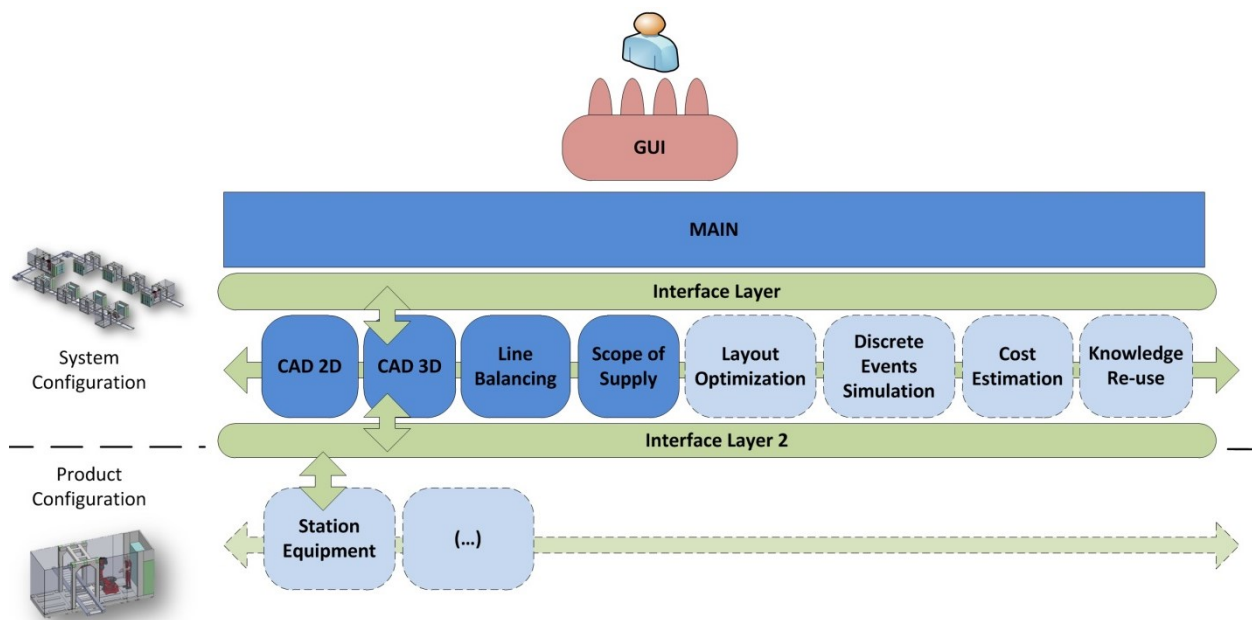 GUI
MAIN
Interface Layer
System
Configuration
CAD 2D
CAD 3D
Line
Balancing
Scope of
Supply
Layout
Optimization
Discrete
Events
Simulation
Cost
Estimation
Knowledge
Re-use
Interface Layer 2
Product
Configuration
Station
Equipment
(...)